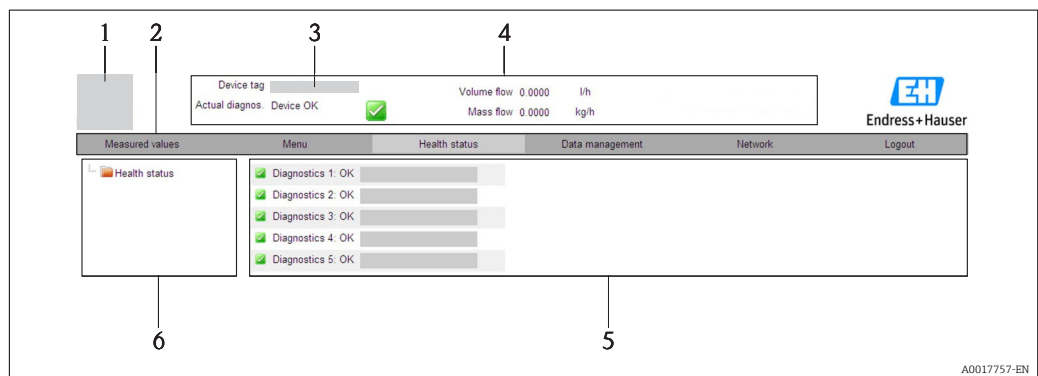 1 2 3 4
Device tag Volume flow 0.0000 l/h
Actual diagnos. Device OK Mass flow 0.0000 kg/h
EH
Endress+Hauser
Measured values Menu Health status Data management Network Logout
Health status
Diagnostics 1: OK
Diagnostics 2: OK
Diagnostics 3: OK
Diagnostics 4: OK
Diagnostics 5: OK
6 5
A0017757-EN